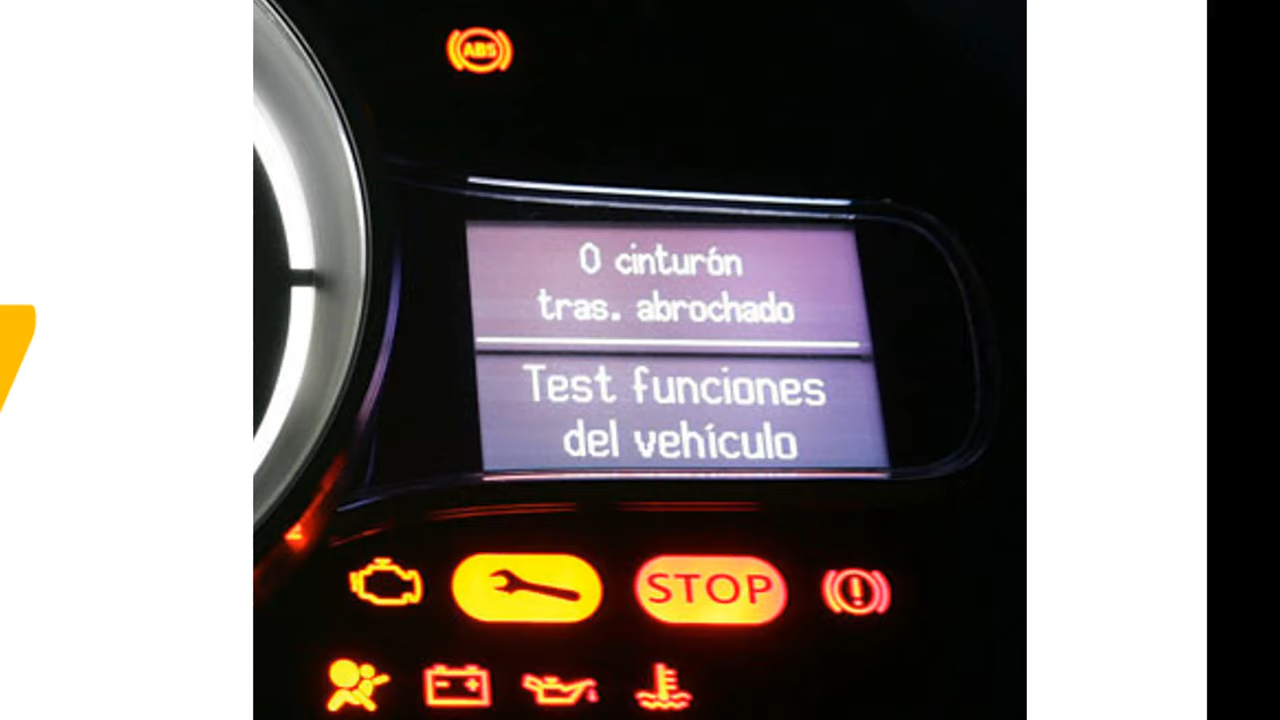 ABS
0 cinturón
tras. abrochado
Test funciones
del vehículo
STOP